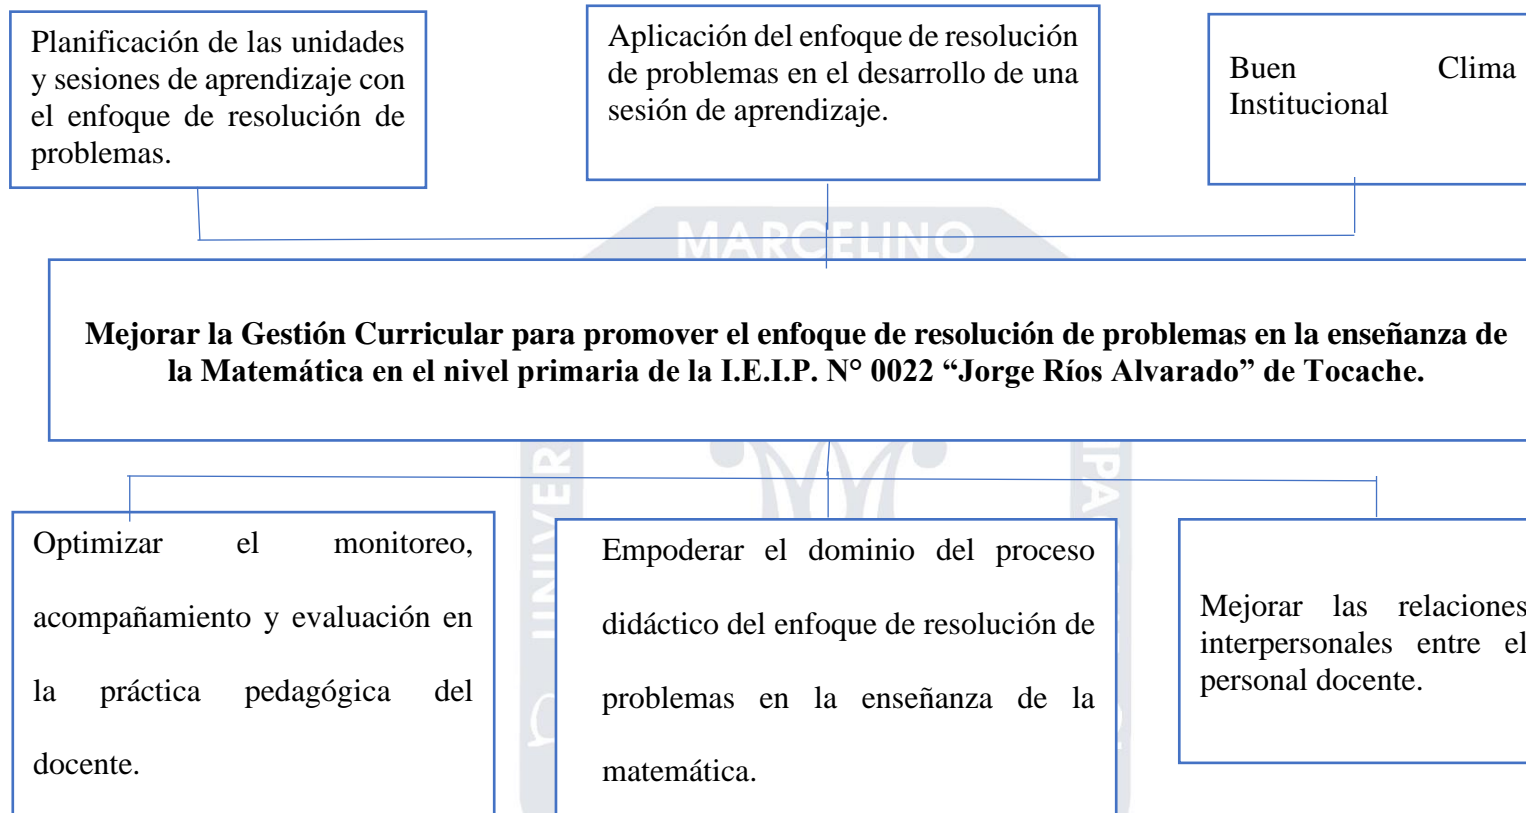 Planificación de las unidades
y sesiones de aprendizaje con
el enfoque de resolución de
problemas.
Aplicación del enfoque de resolución
de problemas en el desarrollo de una
sesión de aprendizaje.
Buen Clima
Institucional
MARCELINO
Mejorar la Gestión Curricular para promover el enfoque de resolución de problemas en la enseñanza de
la Matemática en el nivel primaria de la I.E.I.P. N° 0022 “Jorge Ríos Alvarado” de Tocache.
UNIVER
IPA
Optimizar el monitoreo,
acompañamiento y evaluación en
la práctica pedagógica del
docente.
Empoderar el dominio del proceso
didáctico del enfoque de resolución de
problemas en la enseñanza de la
matemática.
Mejorar las relaciones
interpersonales entre el
personal docente.